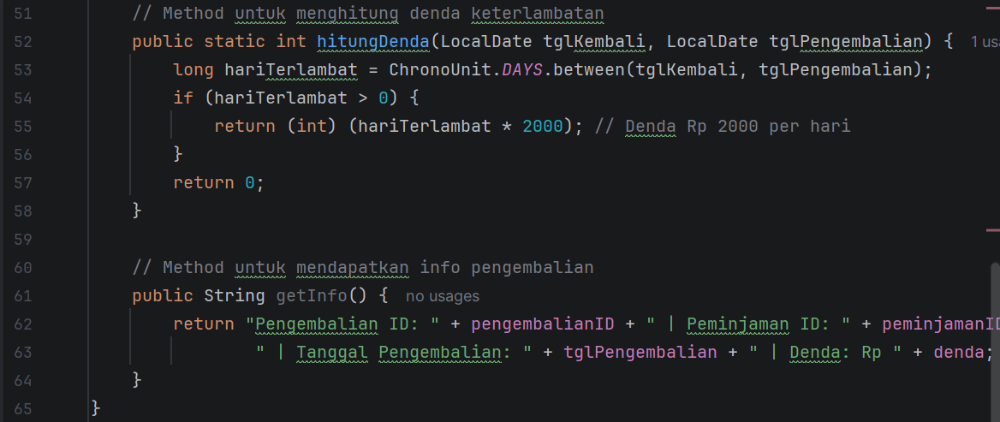 51 // Method untuk menghitung denda keterlambatan
52 public static int hitungDenda(LocalDate tglKembali, LocalDate tglPengembalian) { 1 usa
53 long hariTerlambat = ChronoUnit.DAYS.between(tglKembali, tglPengembalian);
54 if (hariTerlambat > 0) {
55 return (int) (hariTerlambat * 2000); // Denda Rp 2000 per hari
56 }
57 return 0;
58 }
59
60 // Method untuk mendapatkan info pengembalian
61 public String getInfo() { no usages
62 return "Pengembalian ID: " + pengembalianID + " | Peminjaman ID: " + peminjamanID
63 " | Tanggal Pengembalian: " + tglPengembalian + " | Denda: Rp " + denda;
64 }
65 }